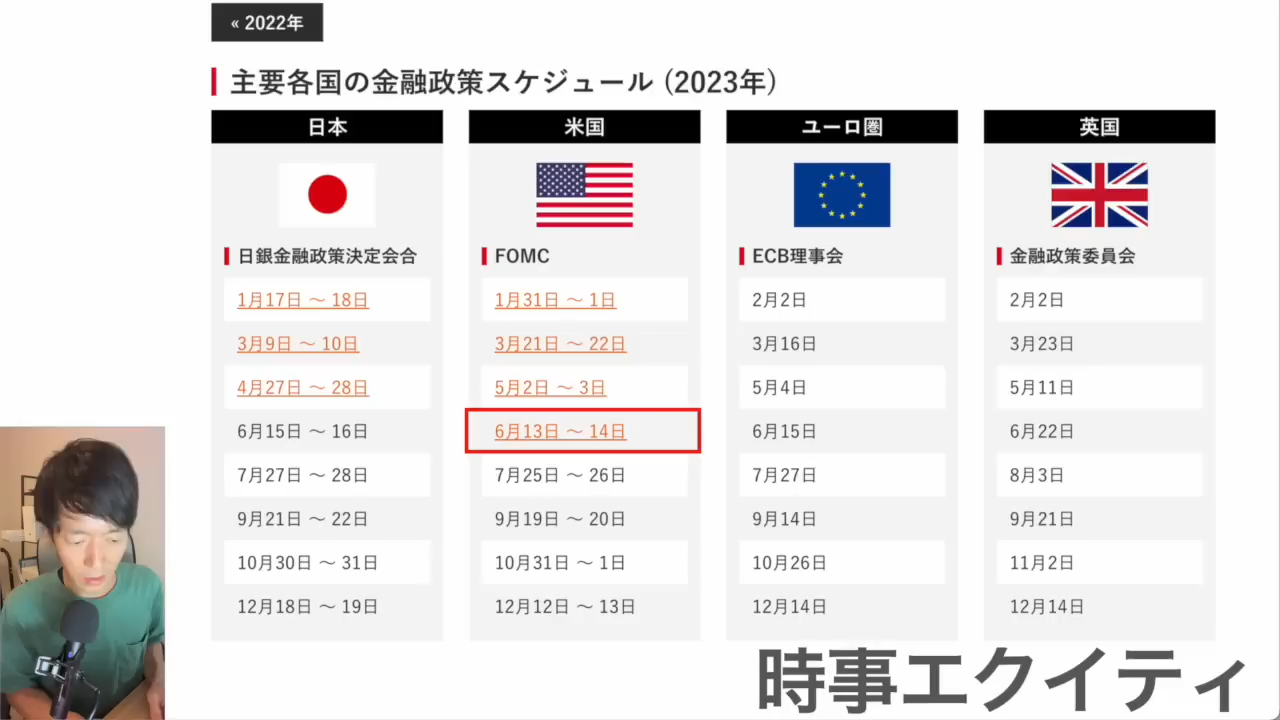 « 2022年
主要各国の金融政策スケジュール (2023年)
日本
日銀金融政策決定会合
1月17日 ～ 18日
3月9日 ～ 10日
4月27日 ～ 28日
6月15日 ～ 16日
7月27日 ～ 28日
9月21日 ～ 22日
10月30日 ～ 31日
12月18日 ～ 19日
米国
FOMC
1月31日 ～ 1日
3月21日 ～ 22日
5月2日 ～ 3日
6月13日 ～ 14日
7月25日 ～ 26日
9月19日 ～ 20日
10月31日 ～ 1日
12月12日 ～ 13日
ユーロ圏
ECB理事会
2月2日
3月16日
5月4日
6月15日
7月27日
9月14日
10月26日
12月14日
英国
金融政策委員会
2月2日
3月23日
5月11日
6月22日
8月3日
9月21日
11月2日
12月14日
時事エクイティ